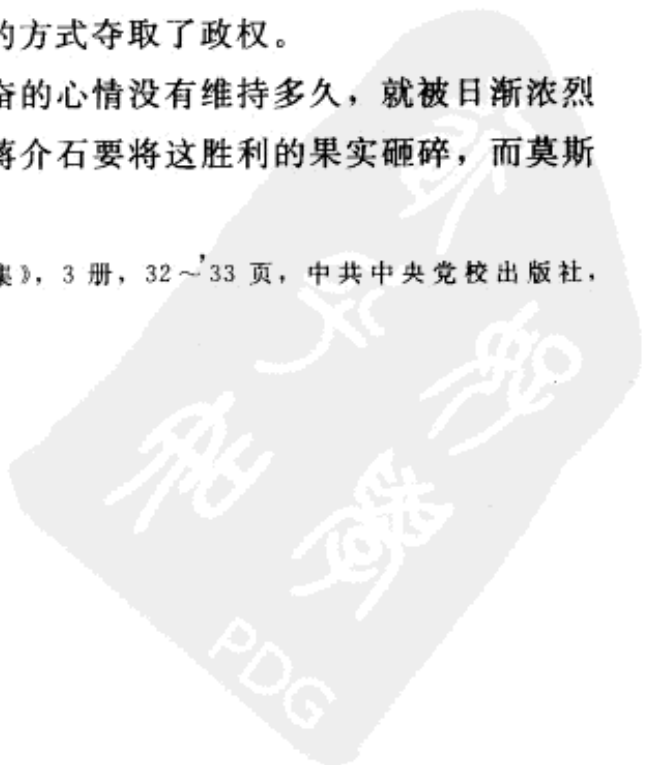 的方式夺取了政权。
奋的心情没有维持多久，就被日渐浓烈
蒋介石要将这胜利的果实砸碎，而莫斯
集》，3 册，32～33 页，中共中央党校出版社，
PDG